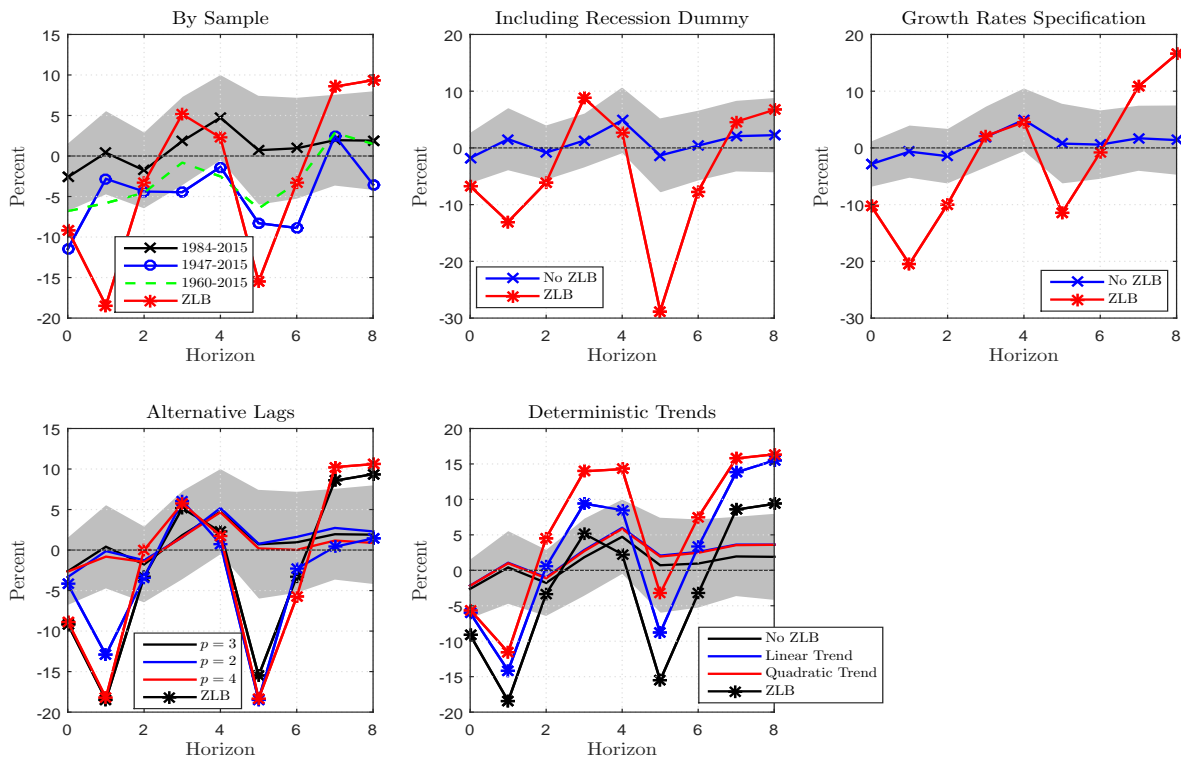 By Sample
Including Recession Dummy
Growth Rates Specification
15
10
5
0
-5
-10
-15
-20
Percent
0 2 4 6 8
Horizon
1984-2015
1947-2015
1960-2015
ZLB
20
10
0
-10
-20
-30
Percent
0 2 4 6 8
Horizon
No ZLB
ZLB
20
10
0
-10
-20
-30
Percent
0 2 4 6 8
Horizon
No ZLB
ZLB
Alternative Lags
Deterministic Trends
15
10
5
0
-5
-10
-15
-20
Percent
0 2 4 6 8
Horizon
p = 3
p = 2
p = 4
ZLB
20
15
10
5
0
-5
-10
-15
-20
Percent
0 2 4 6 8
Horizon
No ZLB
Linear Trend
Quadratic Trend
ZLB